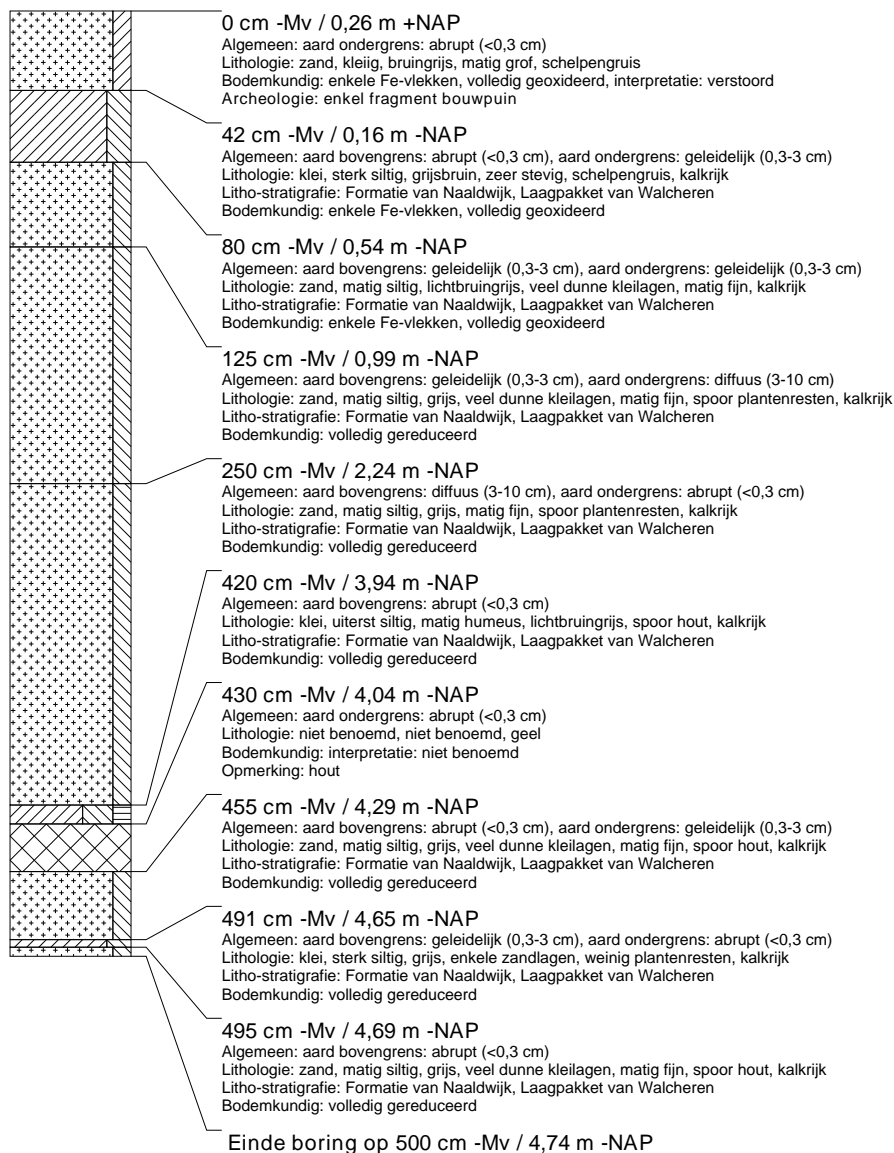 0 cm -Mv / 0,26 m +NAP
Algemeen: aard ondergrens: abrupt (<0,3 cm)
Lithologie: zand, kleiig, bruingrijs, matig grof, schelpengruis
Bodemkundig: enkele Fe-vlekken, volledig geoxideerd, interpretatie: verstoord
Archeologie: enkel fragment bouwpuin
42 cm -Mv / 0,16 m -NAP
Algemeen: aard bovengrens: abrupt (<0,3 cm), aard ondergrens: geleidelijk (0,3-3 cm)
Lithologie: klei, sterk siltig, grijsbruin, zeer stevig, schelpengruis, kalkrijk
Litho-stratigrafie: Formatie van Naaldwijk, Laagpakket van Walcheren
Bodemkundig: enkele Fe-vlekken, volledig geoxideerd
80 cm -Mv / 0,54 m -NAP
Algemeen: aard bovengrens: geleidelijk (0,3-3 cm), aard ondergrens: geleidelijk (0,3-3 cm)
Lithologie: zand, matig siltig, lichtbruingrijs, veel dunne kleilagen, matig fijn, kalkrijk
Litho-stratigrafie: Formatie van Naaldwijk, Laagpakket van Walcheren
Bodemkundig: enkele Fe-vlekken, volledig geoxideerd
125 cm -Mv / 0,99 m -NAP
Algemeen: aard bovengrens: geleidelijk (0,3-3 cm), aard ondergrens: diffuus (3-10 cm)
Lithologie: zand, matig siltig, grijs, veel dunne kleilagen, matig fijn, spoor plantenresten, kalkrijk
Litho-stratigrafie: Formatie van Naaldwijk, Laagpakket van Walcheren
Bodemkundig: volledig gereduceerd
250 cm -Mv / 2,24 m -NAP
Algemeen: aard bovengrens: diffuus (3-10 cm), aard ondergrens: abrupt (<0,3 cm)
Lithologie: zand, matig siltig, grijs, matig fijn, spoor plantenresten, kalkrijk
Litho-stratigrafie: Formatie van Naaldwijk, Laagpakket van Walcheren
Bodemkundig: volledig gereduceerd
420 cm -Mv / 3,94 m -NAP
Algemeen: aard bovengrens: abrupt (<0,3 cm)
Lithologie: klei, uiterst siltig, matig humeus, lichtbruingrijs, spoor hout, kalkrijk
Litho-stratigrafie: Formatie van Naaldwijk, Laagpakket van Walcheren
Bodemkundig: volledig gereduceerd
430 cm -Mv / 4,04 m -NAP
Algemeen: aard ondergrens: abrupt (<0,3 cm)
Lithologie: niet benoemd, niet benoemd, geel
Bodemkundig: interpretatie: niet benoemd
Opmerking: hout
455 cm -Mv / 4,29 m -NAP
Algemeen: aard bovengrens: abrupt (<0,3 cm), aard ondergrens: geleidelijk (0,3-3 cm)
Lithologie: zand, matig siltig, grijs, veel dunne kleilagen, matig fijn, spoor hout, kalkrijk
Litho-stratigrafie: Formatie van Naaldwijk, Laagpakket van Walcheren
Bodemkundig: volledig gereduceerd
491 cm -Mv / 4,65 m -NAP
Algemeen: aard bovengrens: geleidelijk (0,3-3 cm), aard ondergrens: abrupt (<0,3 cm)
Lithologie: klei, sterk siltig, grijs, enkele zandlagen, weinig plantenresten, kalkrijk
Litho-stratigrafie: Formatie van Naaldwijk, Laagpakket van Walcheren
Bodemkundig: volledig gereduceerd
495 cm -Mv / 4,69 m -NAP
Algemeen: aard bovengrens: abrupt (<0,3 cm)
Lithologie: zand, matig siltig, grijs, veel dunne kleilagen, matig fijn, spoor hout, kalkrijk
Litho-stratigrafie: Formatie van Naaldwijk, Laagpakket van Walcheren
Bodemkundig: volledig gereduceerd
Einde boring op 500 cm -Mv / 4,74 m -NAP